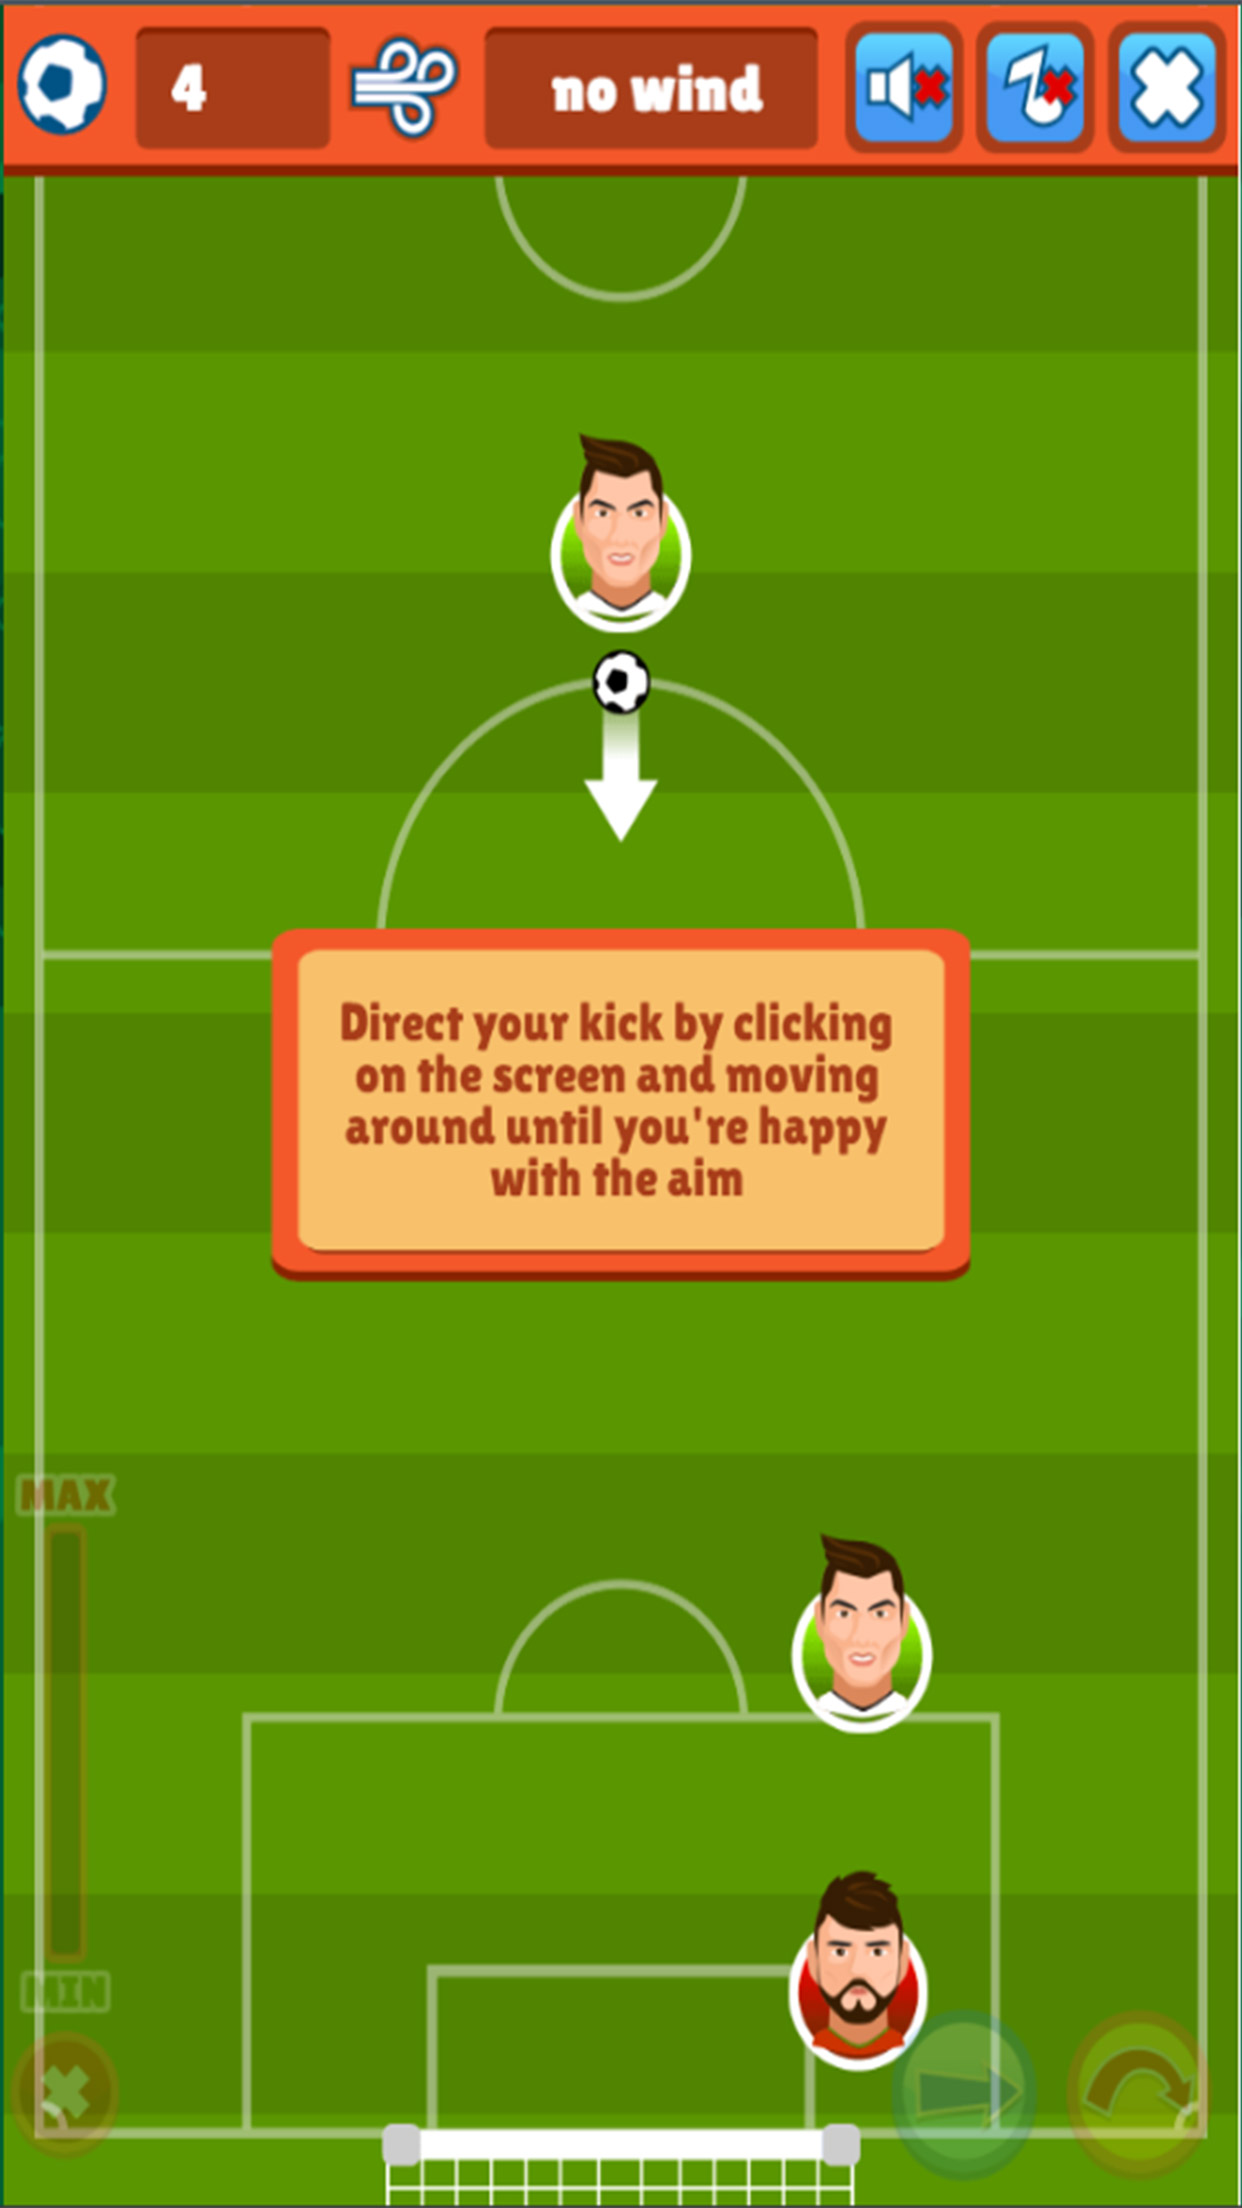 4
no wind
Direct your kick by clicking
on the screen and moving
around until you're happy
with the aim
MAX
MIN